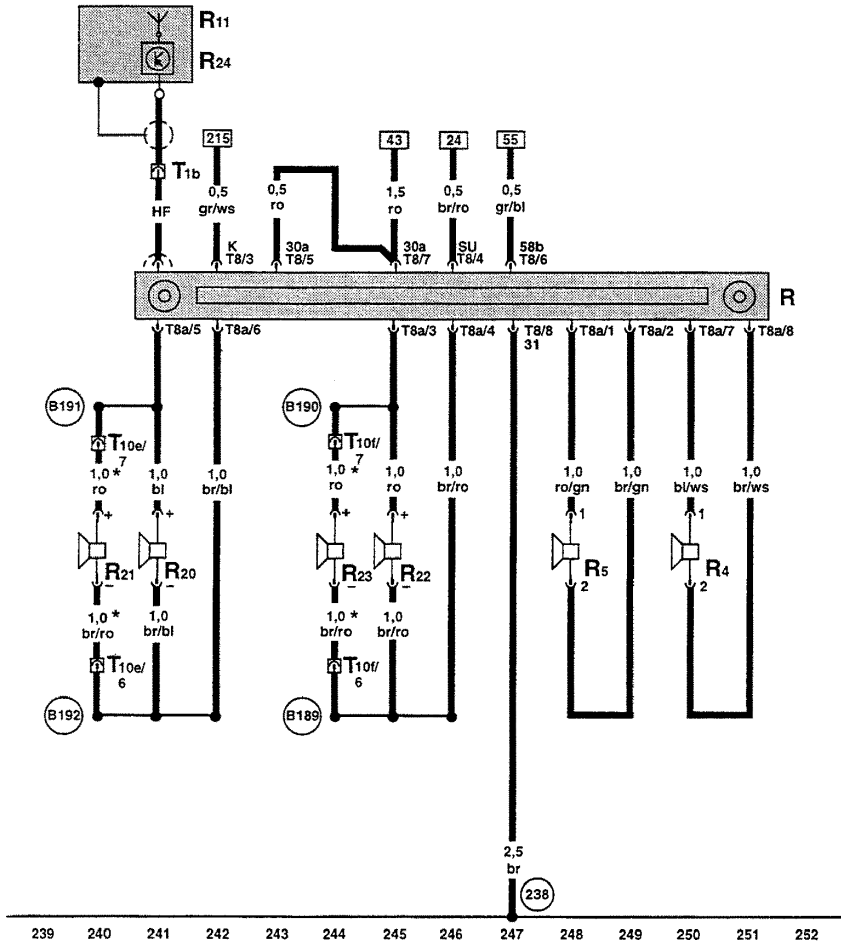 R11
R24
215
43
24
55
T1b
0,5
gr/ws
0,5
ro
1,5
ro
0,5
br/ro
0,5
gr/bl
HF
K
T8/3
30a
T8/5
30a
T8/7
SU
T8/4
58b
T8/6
R
T8a/5
T8a/6
T8a/3
T8a/4
T8/8
31
T8a/1
T8a/2
T8a/7
T8a/8
B191
B190
T10e/
7
T10f/
7
1,0 *
ro
1,0
bl
1,0
br/bl
1,0 *
ro
1,0
ro
1,0
br/ro
1,0
ro/gn
1,0
br/gn
1,0
bl/ws
1,0
br/ws
+
+
+
+
1
1
R21
R20
R23
R22
R5
R4
−
−
−
−
2
2
1,0 *
br/ro
1,0
br/bl
1,0 *
br/ro
1,0
br/ro
T10e/
6
T10f/
6
B192
B189
2,5
br
238
239 240 241 242 243 244 245 246 247 248 249 250 251 252